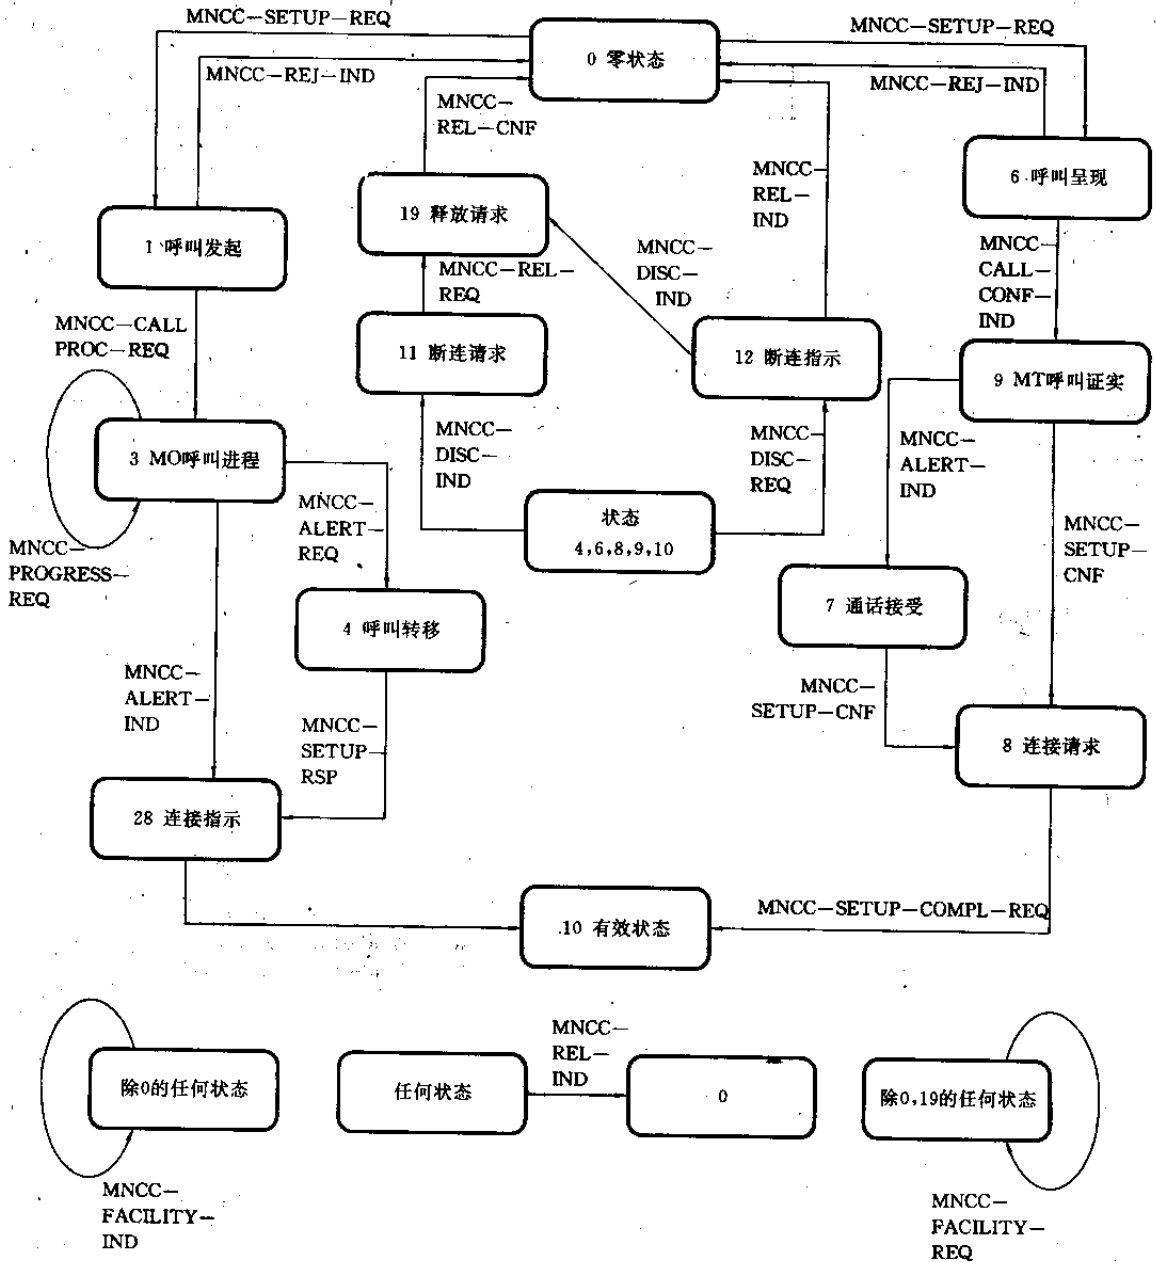 MNCC-SETUP-REQ
MNCC-SETUP-REQ
0 零状态
MNCC-REJ-IND
MNCC-REJ-IND
MNCC-
REL-CNF
MNCC-
REL-
IND
6 呼叫呈现
19 释放请求
1 呼叫发起
MNCC-
DISC-
IND
MNCC-
CALL-
CONF-
IND
MNCC-REL-
REQ
MNCC-CALL
PROC-REQ
11 断连请求
12 断连指示
9 MT呼叫证实
3 MO呼叫进程
MNCC-
DISC-
IND
MNCC-
DISC-
REQ
MNCC-
ALERT-
IND
MNCC-
ALERT-
REQ
状态
4,6,8,9,10
MNCC-
SETUP-
CNF
MNCC-
PROGRESS-
REQ
4 呼叫转移
7 通话接受
MNCC-
ALERT-
IND
MNCC-
SETUP-CNF
MNCC-
SETUP-
RSP
8 连接请求
28 连接指示
10 有效状态
MNCC-SETUP-COMPL-REQ
MNCC-
REL-
IND
除0的任何状态
任何状态
0
除0,19的任何状态
MNCC-
FACILITY-
IND
MNCC-
FACILITY-
REQ